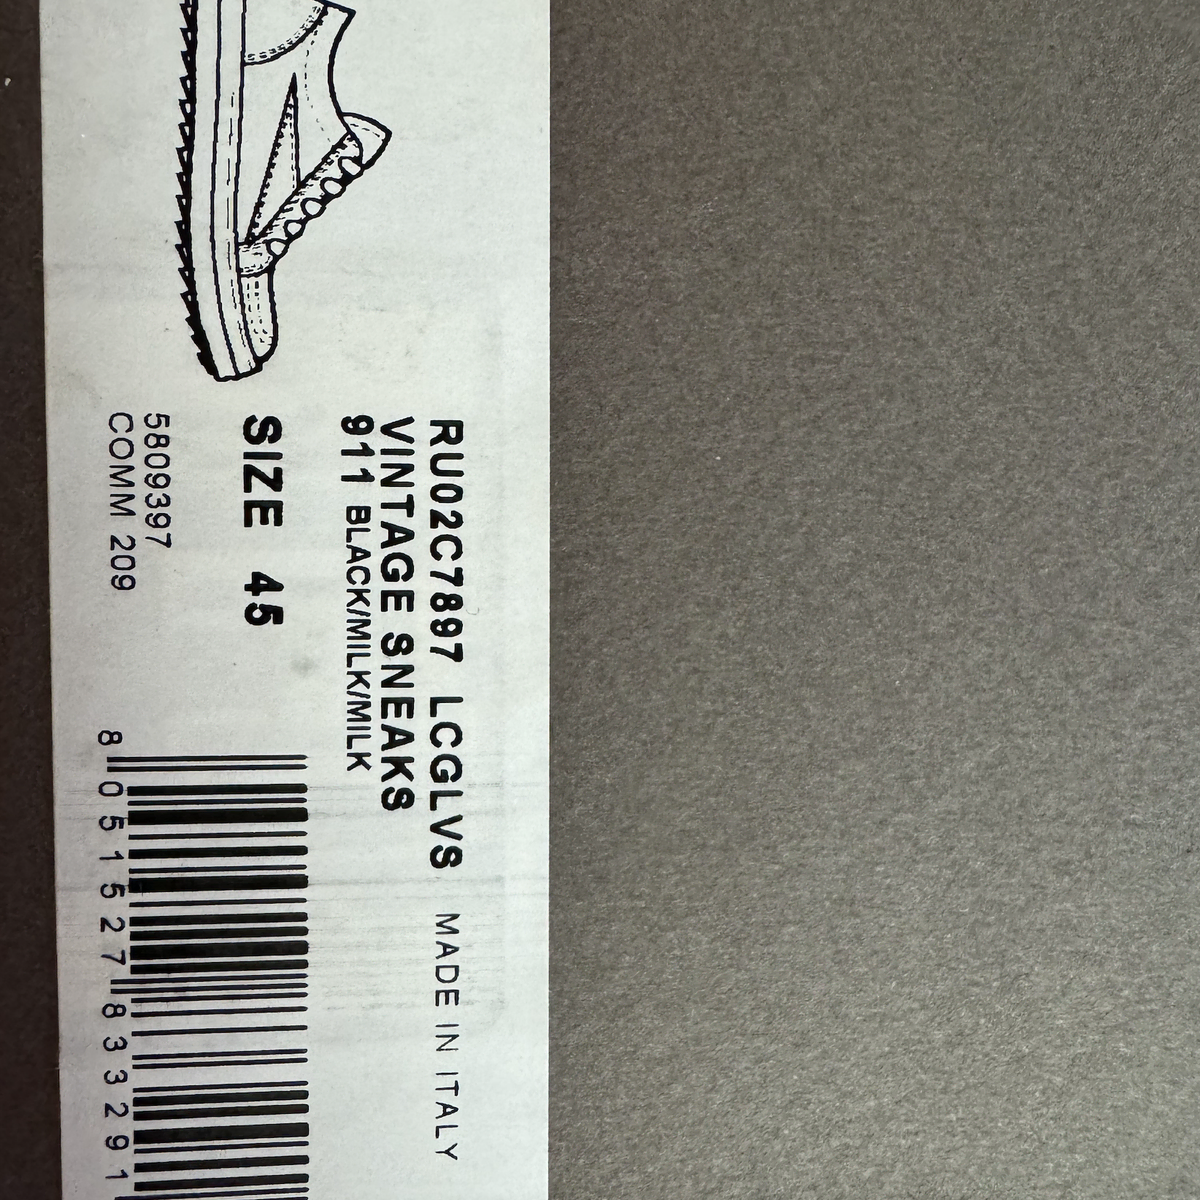 RU02C7897 LCGLVS MADE IN ITALY
VINTAGE SNEAKS
911 BLACK/MILK/MILK
SIZE 45
5809397
COMM 209
8 051527 833291